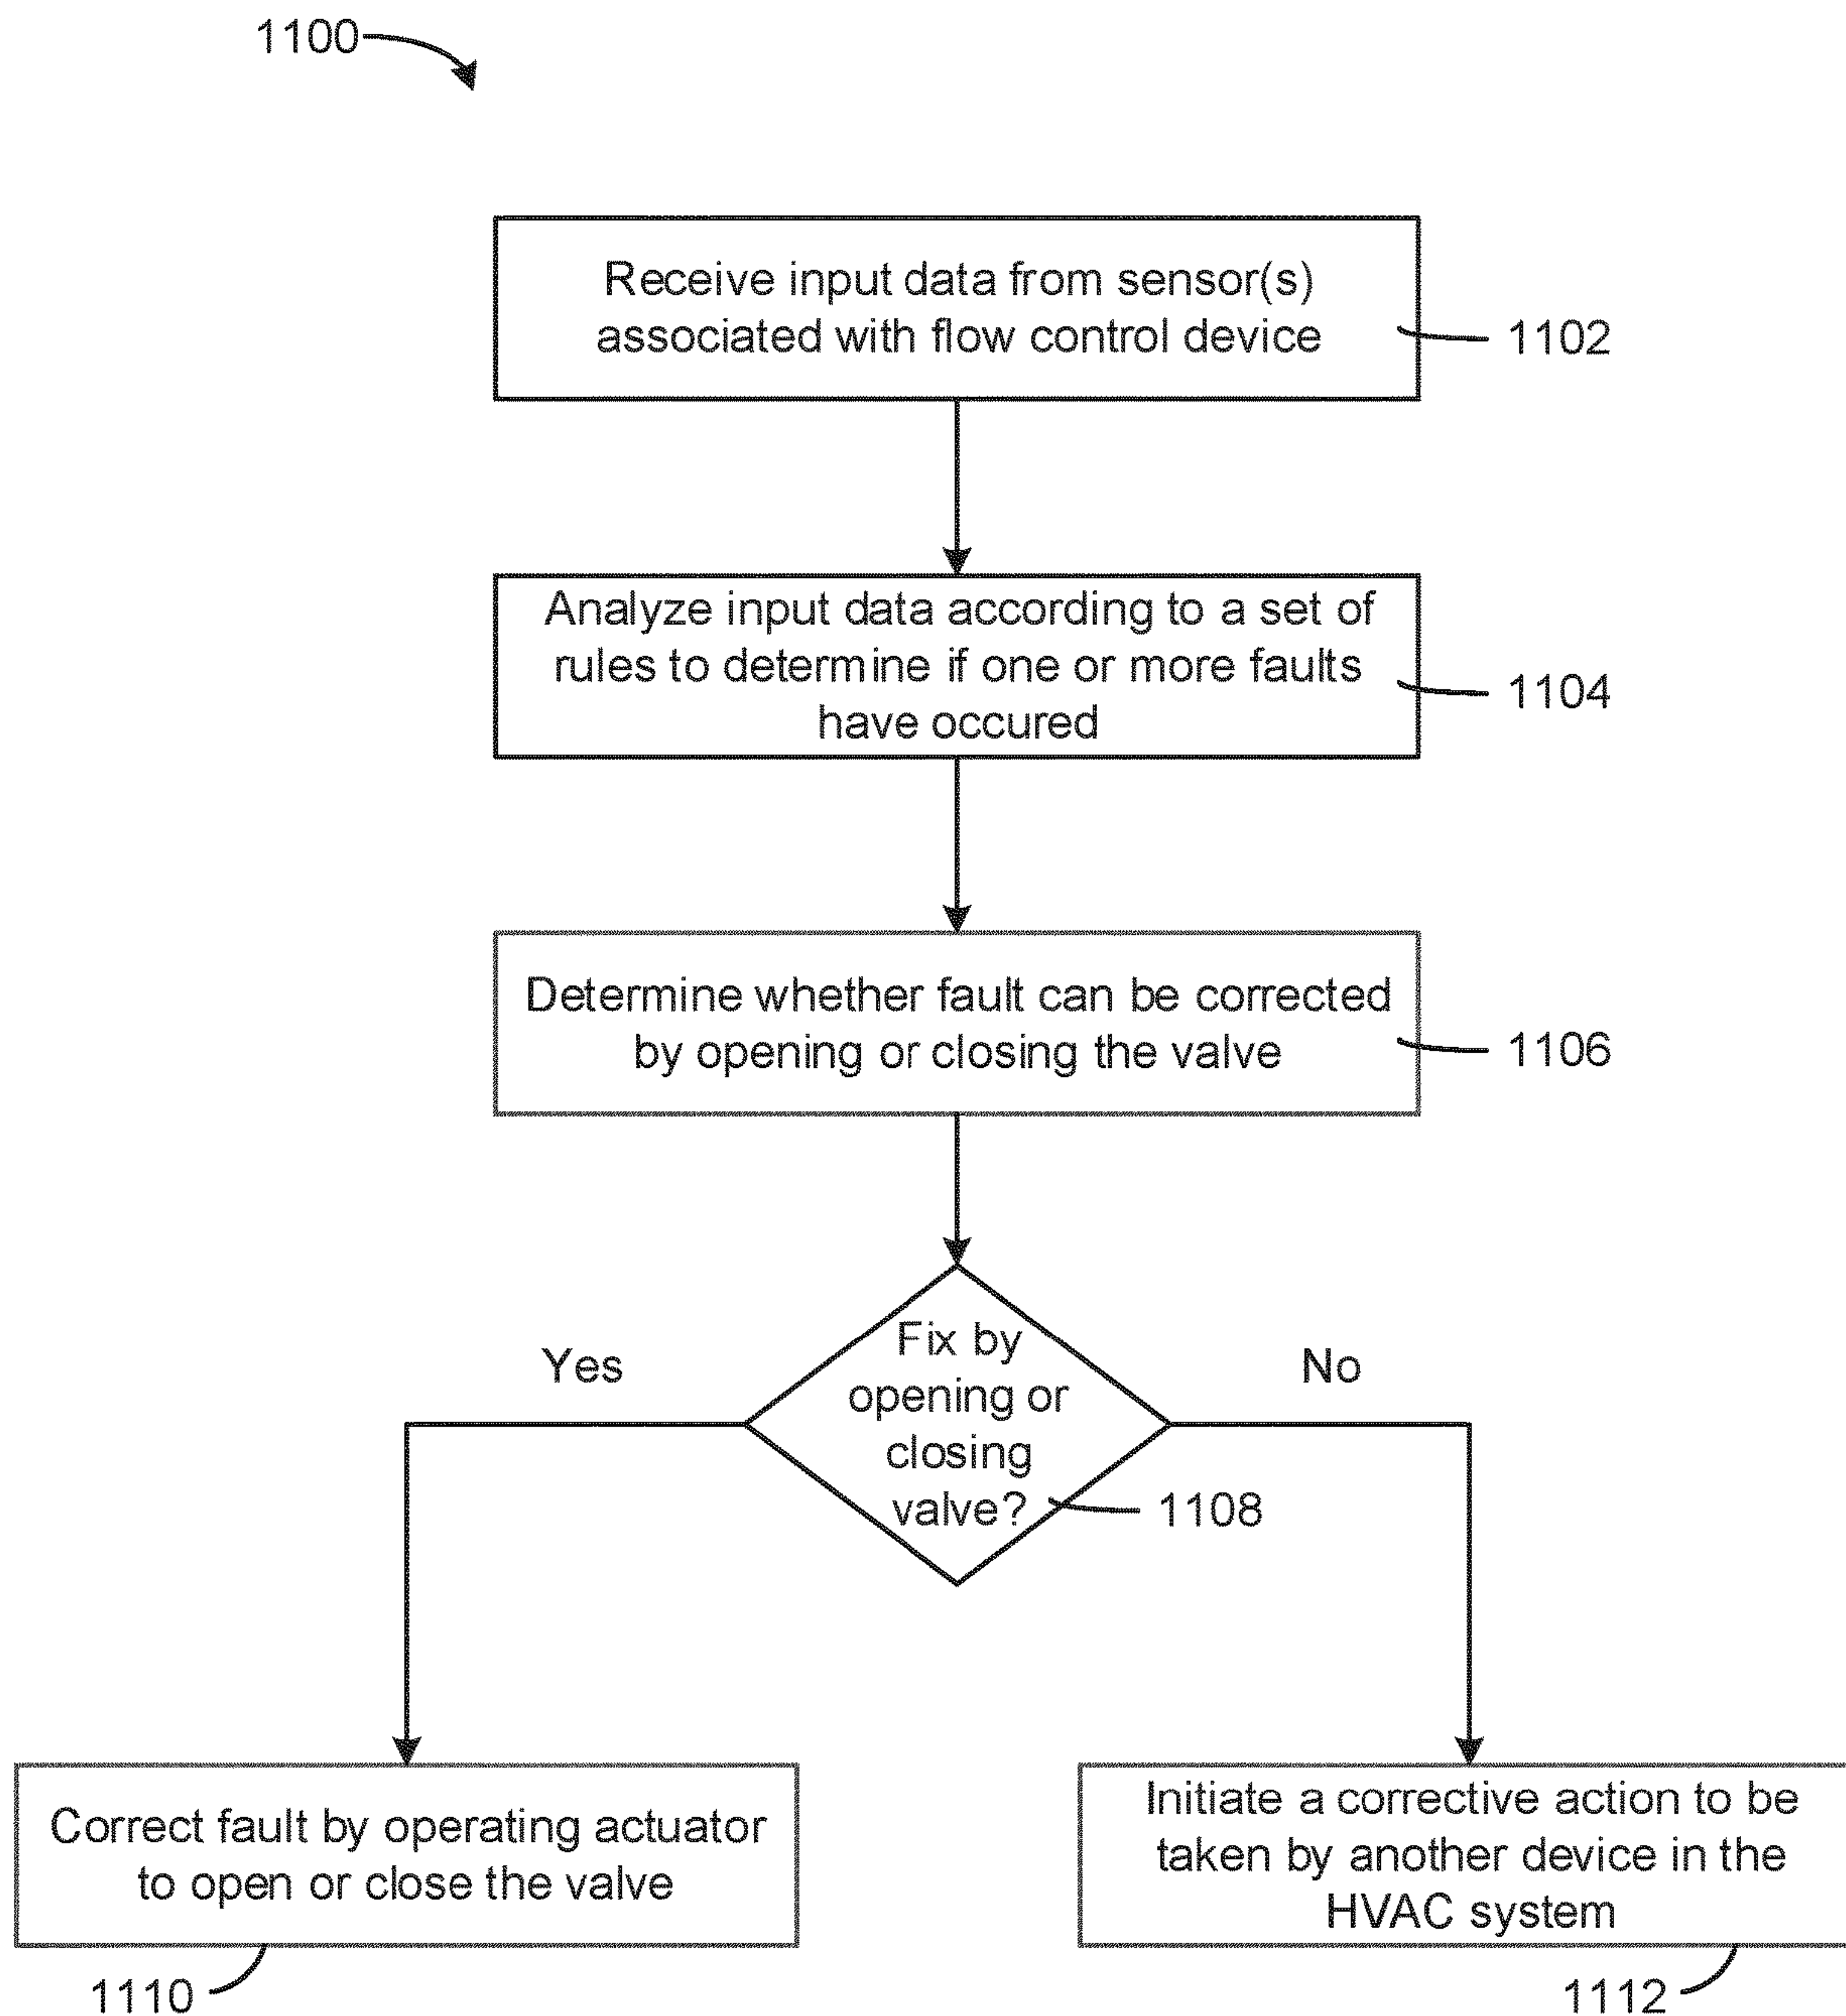 1100
Receive input data from sensor(s)
associated with flow control device
1102
Analyze input data according to a set of
rules to determine if one or more faults
have occured
1104
Determine whether fault can be corrected
by opening or closing the valve
1106
Fix by
opening or
closing
valve?
1108
Yes
No
Correct fault by operating actuator
to open or close the valve
1110
Initiate a corrective action to be
taken by another device in the
HVAC system
1112